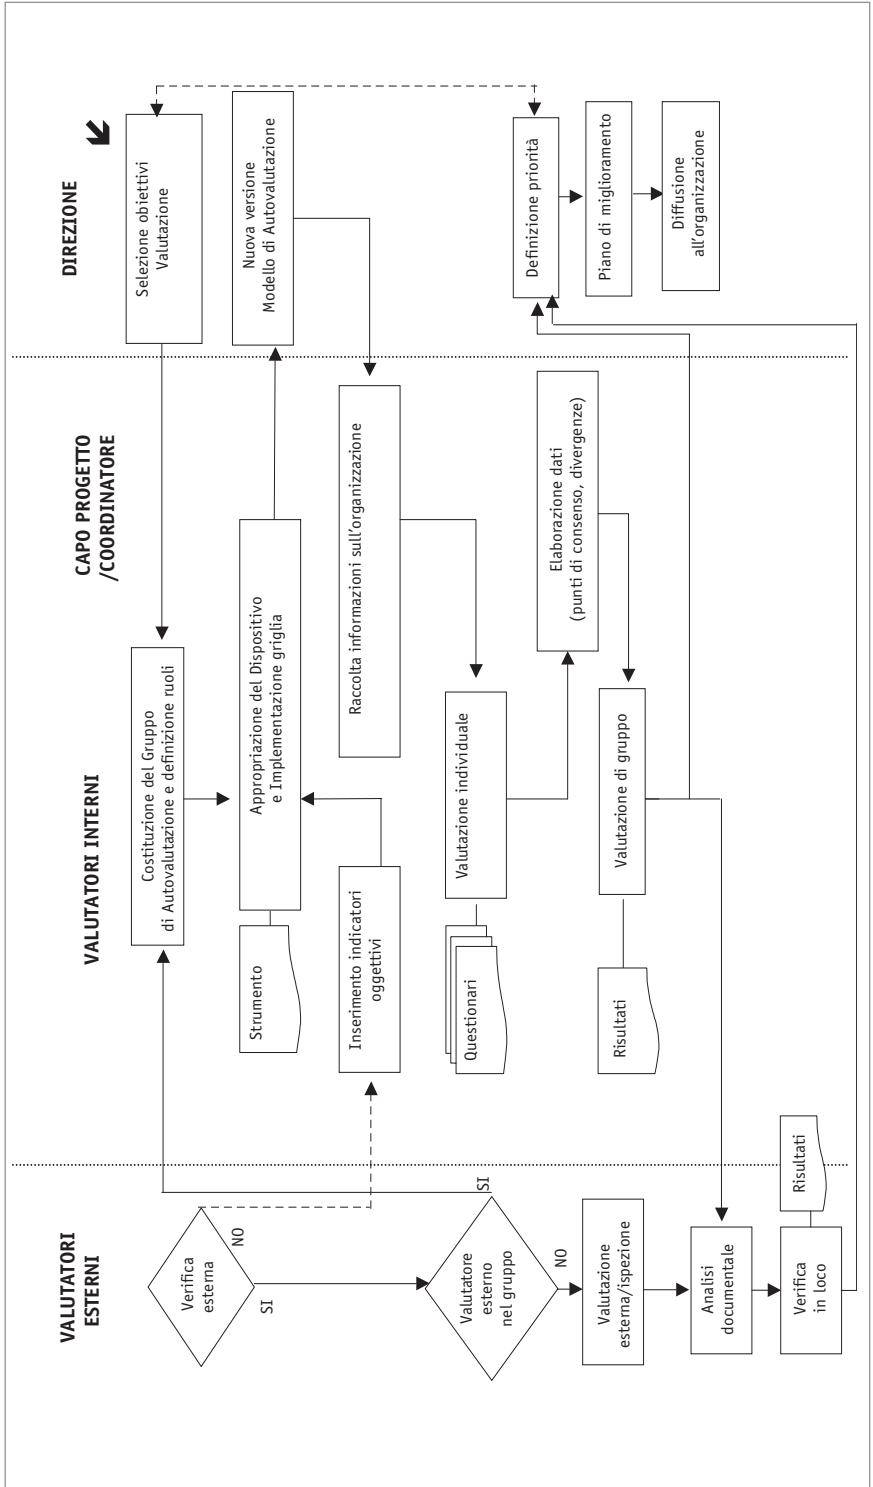 VALUTATORI
ESTERNI
VALUTATORI INTERNI
CAPO PROGETTO
/COORDINATORE
DIREZIONE
Verifica
esterna
NO
SI
Costituzione del Gruppo
di Autovalutazione e definizione ruoli
Selezione obiettivi
Valutazione
Strumento
Appropriazione del Dispositivo
e Implementazione griglia
Nuova versione
Modello di Autovalutazione
Inserimento indicatori
oggettivi
Raccolta informazioni sull'organizzazione
Valutatore
esterno
nel gruppo
SI
NO
Questionari
Valutazione individuale
Elaborazione dati
(punti di consenso, divergenze)
Definizione priorità
Valutazione
esterna/ispezione
Risultati
Valutazione di gruppo
Piano di miglioramento
Analisi
documentale
Diffusione
all'organizzazione
Verifica
in loco
Risultati